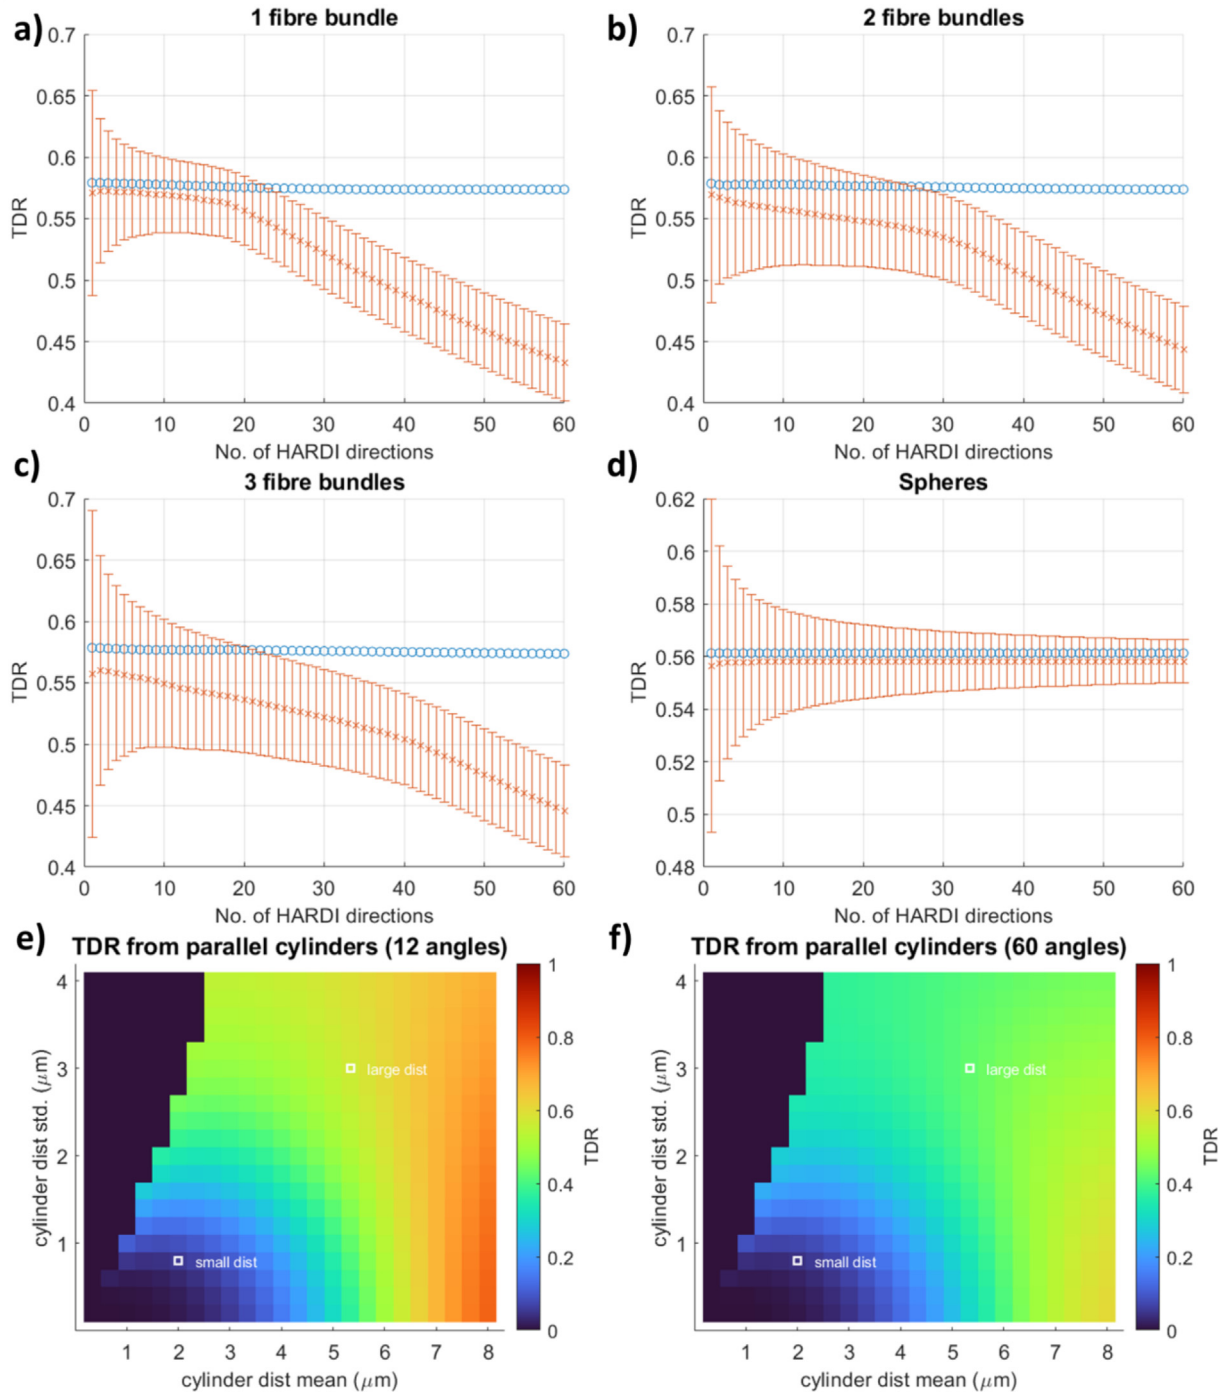 a) 1 fibre bundle
0.7
0.65
0.6
0.55
0.5
0.45
0.4
TDR
0 10 20 30 40 50 60
No. of HARDI directions
b) 2 fibre bundles
0.7
0.65
0.6
0.55
0.5
0.45
0.4
TDR
0 10 20 30 40 50 60
No. of HARDI directions
c) 3 fibre bundles
0.7
0.65
0.6
0.55
0.5
0.45
0.4
TDR
0 10 20 30 40 50 60
No. of HARDI directions
d) Spheres
0.62
0.6
0.58
0.56
0.54
0.52
0.5
0.48
TDR
0 10 20 30 40 50 60
No. of HARDI directions
e) TDR from parallel cylinders (12 angles)
4
3
2
1
cylinder dist std. (μm)
large dist
small dist
1 2 3 4 5 6 7 8
cylinder dist mean (μm)
1
0.8
0.6
0.4
0.2
0
TDR
f) TDR from parallel cylinders (60 angles)
4
3
2
1
cylinder dist std. (μm)
large dist
small dist
1 2 3 4 5 6 7 8
cylinder dist mean (μm)
1
0.8
0.6
0.4
0.2
0
TDR